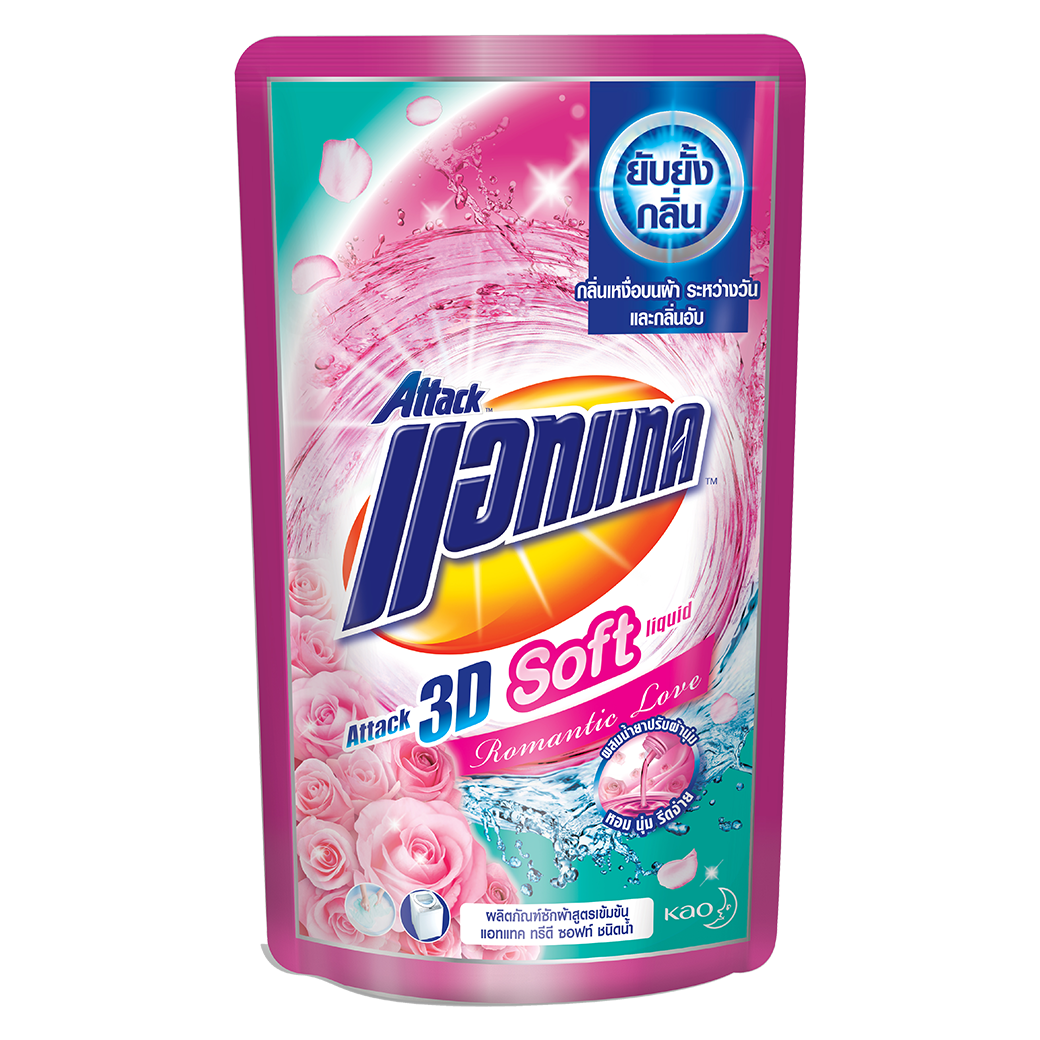 ยับยั้ง
กลิ่น
กลิ่นเหงื่อบนผ้า ระหว่างวัน
และกลิ่นอับ
Attack™
แอทแทค™
Attack 3D Soft liquid
Romantic Love
ผสมน้ำยาปรับผ้านุ่ม
หอม นุ่ม รีดง่าย
ผลิตภัณฑ์ซักผ้าสูตรเข้มข้น
แอทแทค ทรีดี ซอฟท์ ชนิดน้ำ
Kao